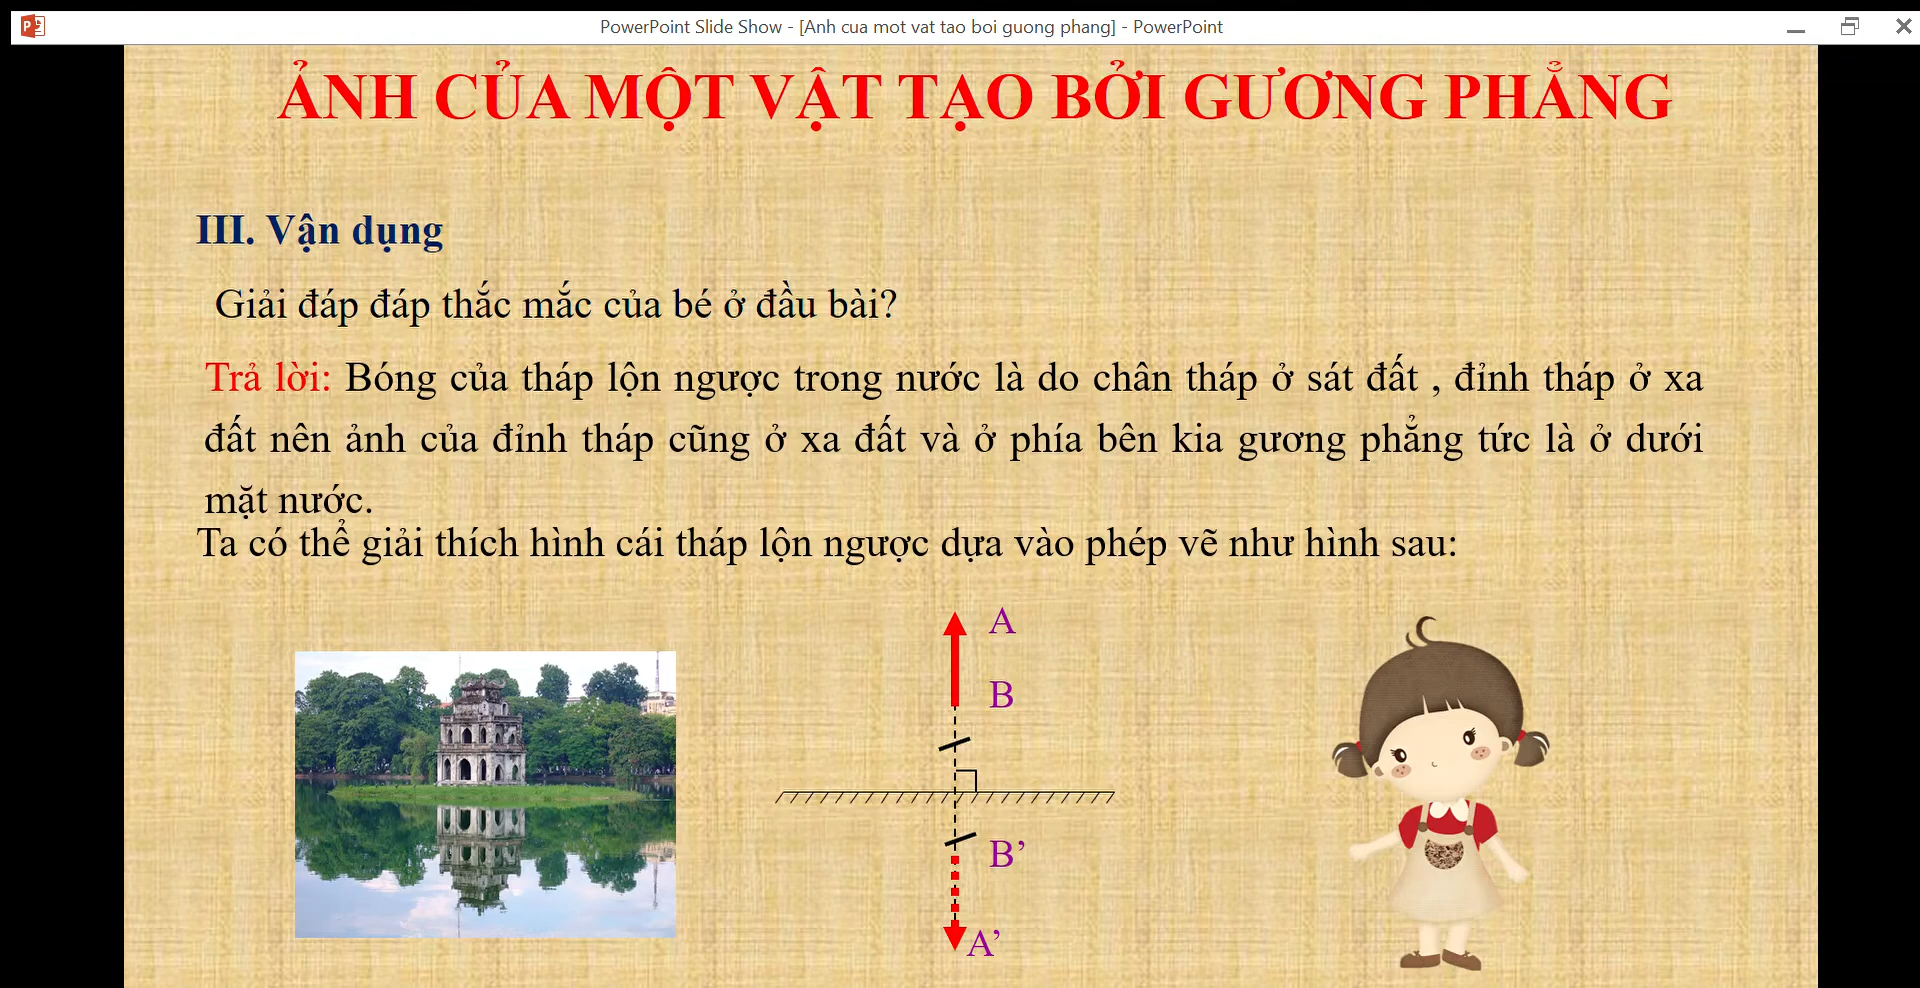 PowerPoint Slide Show - [Anh cua mot vat tao boi guong phang] - PowerPoint
ẢNH CỦA MỘT VẬT TẠO BỞI GƯƠNG PHẲNG
III. Vận dụng
Giải đáp đáp thắc mắc của bé ở đầu bài?
Trả lời: Bóng của tháp lộn ngược trong nước là do chân tháp ở sát đất , đỉnh tháp ở xa
đất nên ảnh của đỉnh tháp cũng ở xa đất và ở phía bên kia gương phẳng tức là ở dưới
mặt nước.
Ta có thể giải thích hình cái tháp lộn ngược dựa vào phép vẽ như hình sau:
A
B
B’
A’